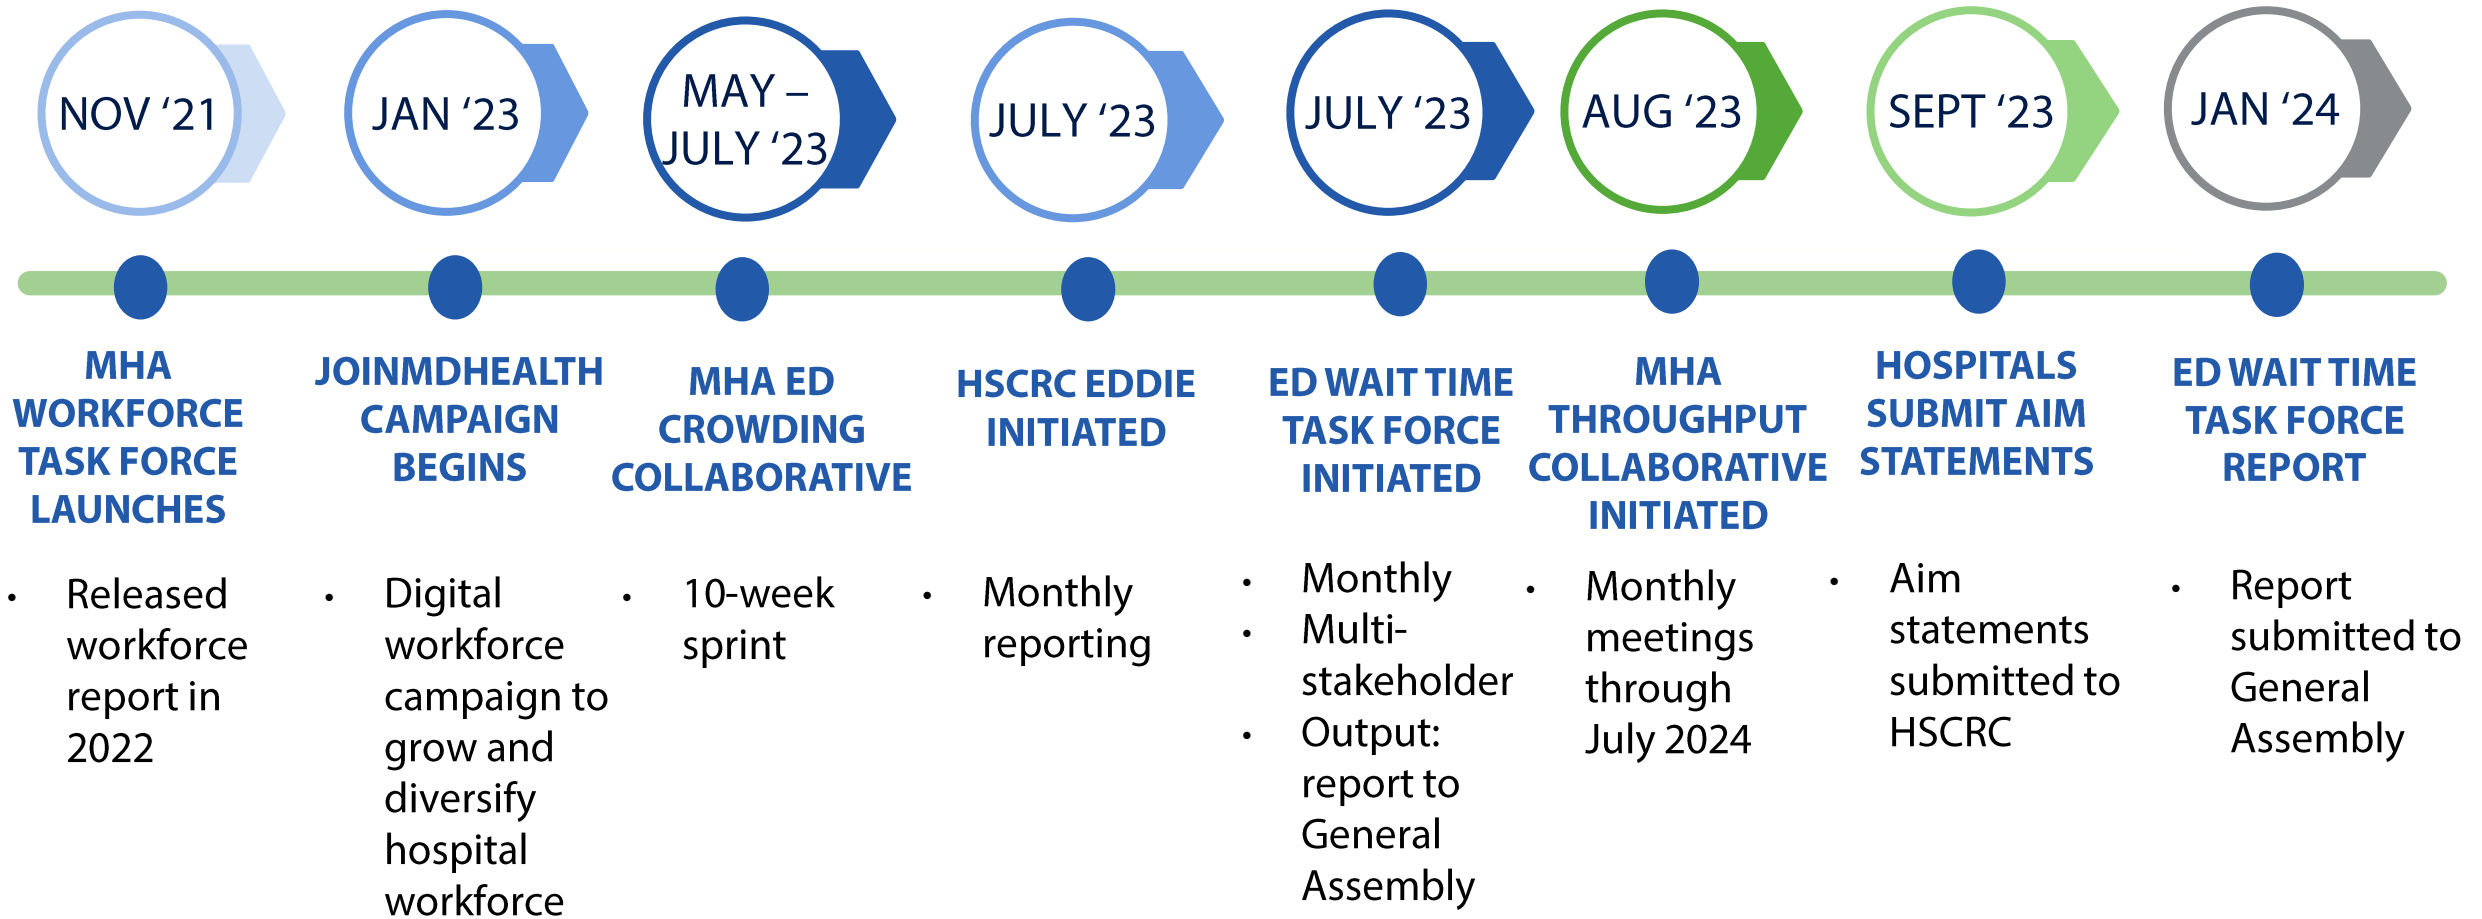 NOV ‘21
JAN ‘23
MAY –
JULY ‘23
JULY ‘23
JULY ‘23
AUG ‘23
SEPT ‘23
JAN ‘24
MHA
WORKFORCE
TASK FORCE
LAUNCHES
• Released
workforce
report in
2022
JOINMDHEALTH
CAMPAIGN
BEGINS
• Digital
workforce
campaign to
grow and
diversify
hospital
workforce
MHA ED
CROWDING
COLLABORATIVE
• 10-week
sprint
HSCRC EDDIE
INITIATED
• Monthly
reporting
ED WAIT TIME
TASK FORCE
INITIATED
• Monthly
• Multi-
stakeholder
• Output:
report to
General
Assembly
MHA
THROUGHPUT
COLLABORATIVE
INITIATED
• Monthly
meetings
through
July 2024
HOSPITALS
SUBMIT AIM
STATEMENTS
• Aim
statements
submitted to
HSCRC
ED WAIT TIME
TASK FORCE
REPORT
• Report
submitted to
General
Assembly